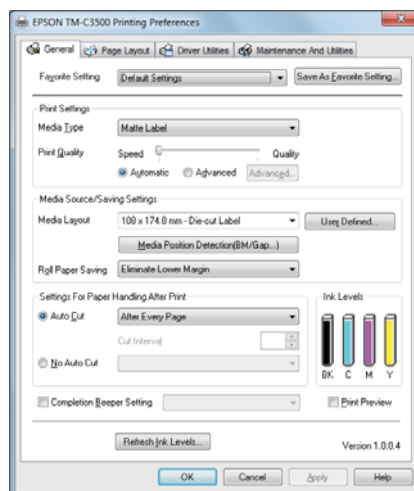 EPSON TM-C3500 Printing Preferences
General Page Layout Driver Utilities Maintenance And Utilities
Favorite Setting Default Settings Save As Favorite Setting...
Print Settings
Media Type Matte Label
Print Quality Speed Quality
Automatic Advanced Advanced...
Media Source/Saving Settings
Media Layout 108 x 174.8 mm - Die-cut Label User Defined...
Media Position Detection(BM/Gap...)
Roll Paper Saving Eliminate Lower Margin
Settings For Paper Handling After Print Ink Levels
Auto Cut After Every Page
Cut Interval
No Auto Cut
BK C M Y
Completion Beeper Setting Print Preview
Refresh Ink Levels... Version 1.0.0.4
OK Cancel Apply Help